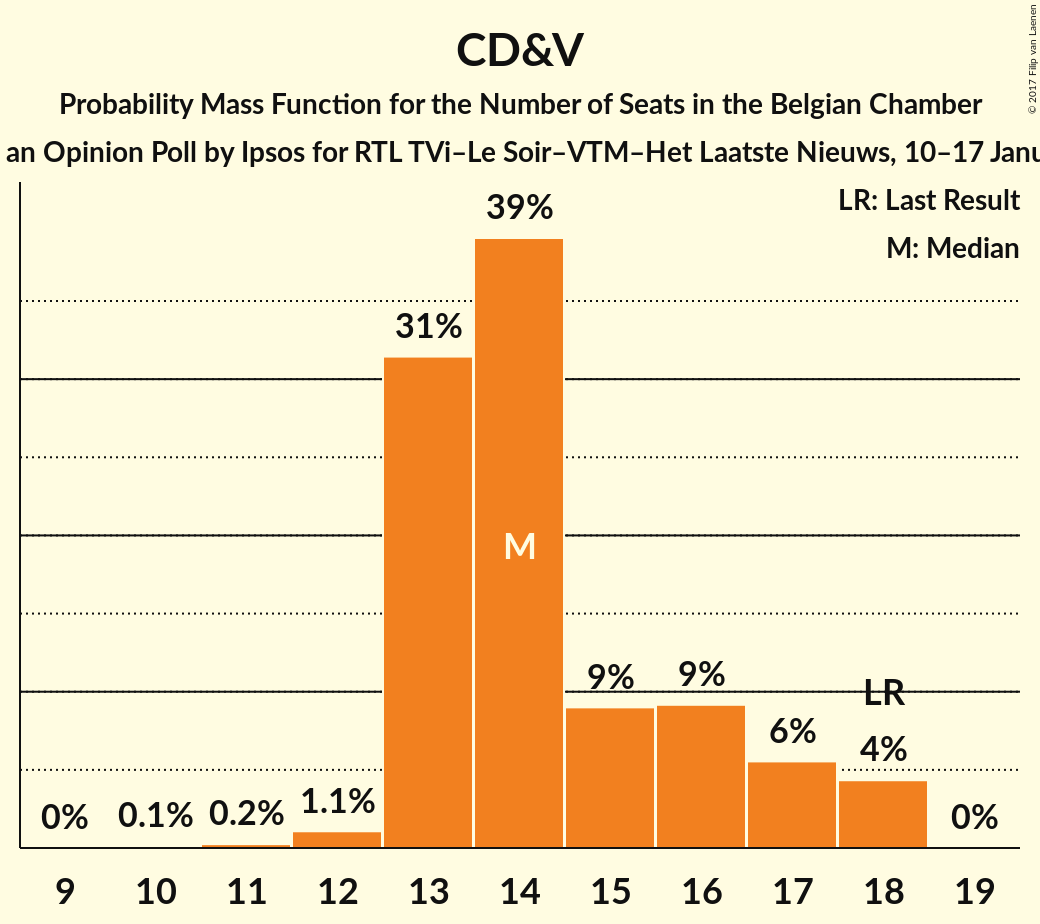 CD&V
Probability Mass Function for the Number of Seats in the Belgian Chamber
an Opinion Poll by Ipsos for RTL TVi–Le Soir–VTM–Het Laatste Nieuws, 10–17 Janu
© 2017 Filip van Laenen
LR: Last Result
M: Median
39%
31%
M
9%
9%
LR
6%
4%
0%
0.1%
0.2%
1.1%
0%
9 10 11 12 13 14 15 16 17 18 19